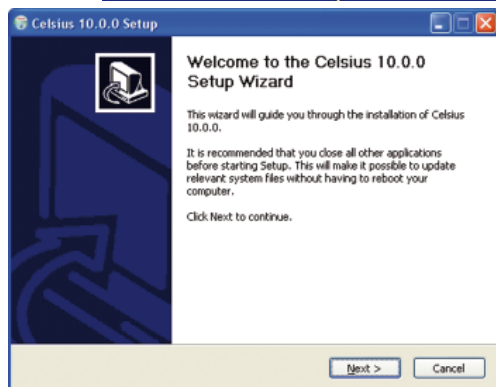 Celsius 10.0.0 Setup
Welcome to the Celsius 10.0.0
Setup Wizard
This wizard will guide you through the installation of Celsius
10.0.0.
It is recommended that you close all other applications
before starting Setup. This will make it possible to update
relevant system files without having to reboot your
computer.
Click Next to continue.
Next > Cancel